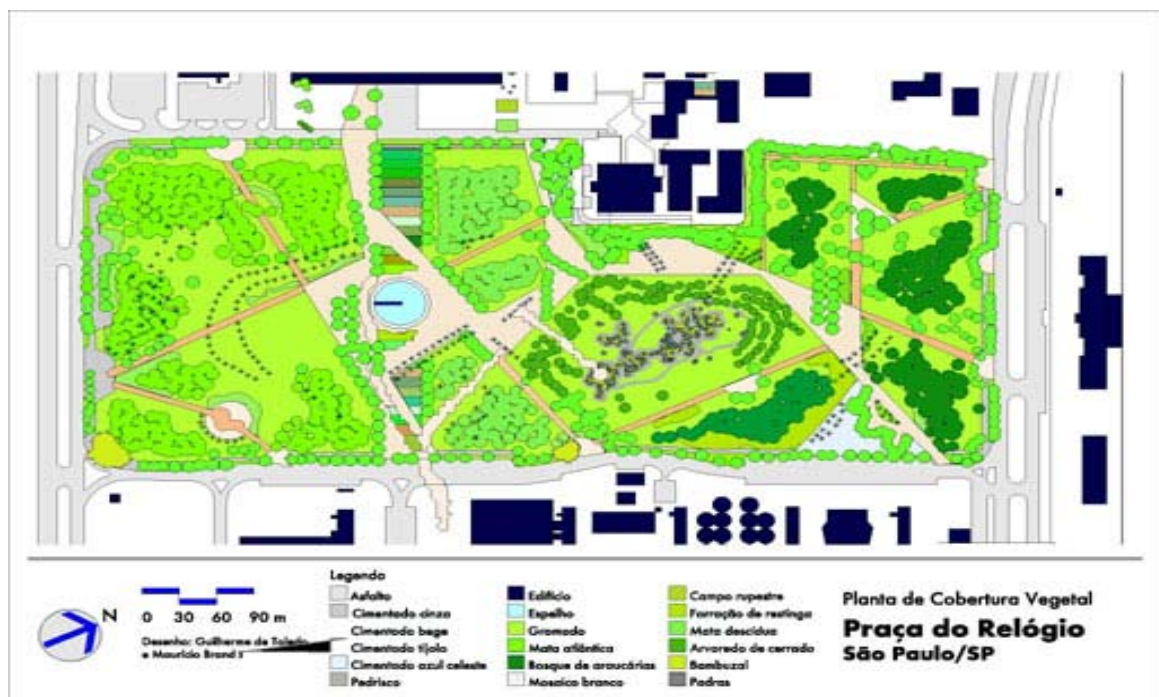 Legenda
Asfalto
Cimentado cinza
Cimentado bege
Cimentado tijolo
Cimentado azul celeste
Pedrisco
Edifício
Espelho
Gramado
Mata atlântica
Bosque de araucárias
Mosaico branco
Campo rupestre
Forração de restinga
Mata decídua
Arvoredo de cerrado
Bambuzal
Pedras
N
0 30 60 90 m
Desenho: Guilherme de Toledo
e Maurício
Planta de Cobertura Vegetal
Praça do Relógio
São Paulo/SP